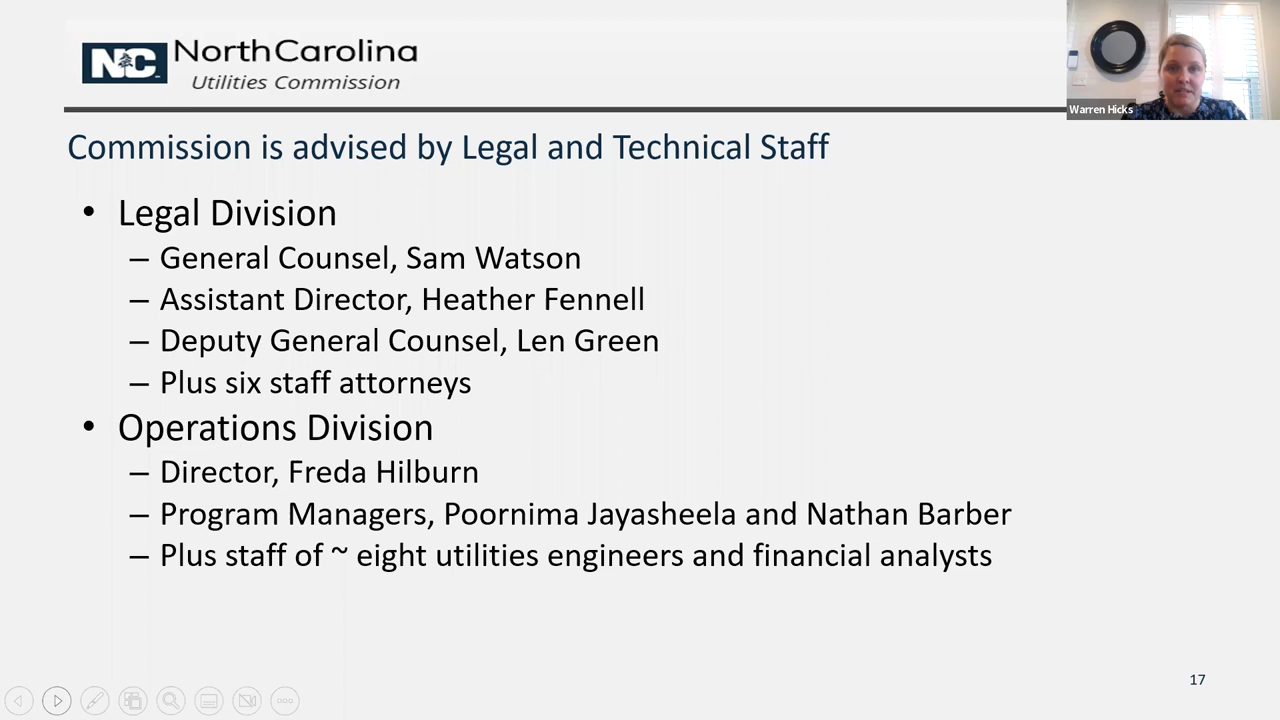 NC
North Carolina
Utilities Commission
Warren Hicks
Commission is advised by Legal and Technical Staff
• Legal Division
– General Counsel, Sam Watson
– Assistant Director, Heather Fennell
– Deputy General Counsel, Len Green
– Plus six staff attorneys
• Operations Division
– Director, Freda Hilburn
– Program Managers, Poornima Jayasheela and Nathan Barber
– Plus staff of ~ eight utilities engineers and financial analysts
17